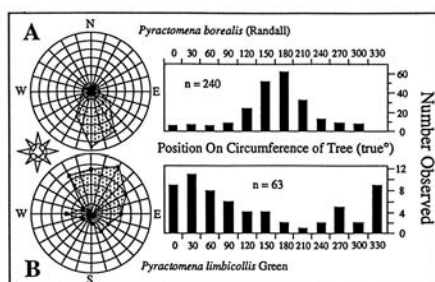 A
N
W
E
Pyractomena borealis (Randall)
0 30 60 90 120 150 180 210 240 270 300 330
n = 240
60
40
20
0
Position On Circumference of Tree (true°)
Number Observed
n = 63
12
8
4
0
0 30 60 90 120 150 180 210 240 270 300 330
W
E
S
B
Pyractomena limbicollis Green